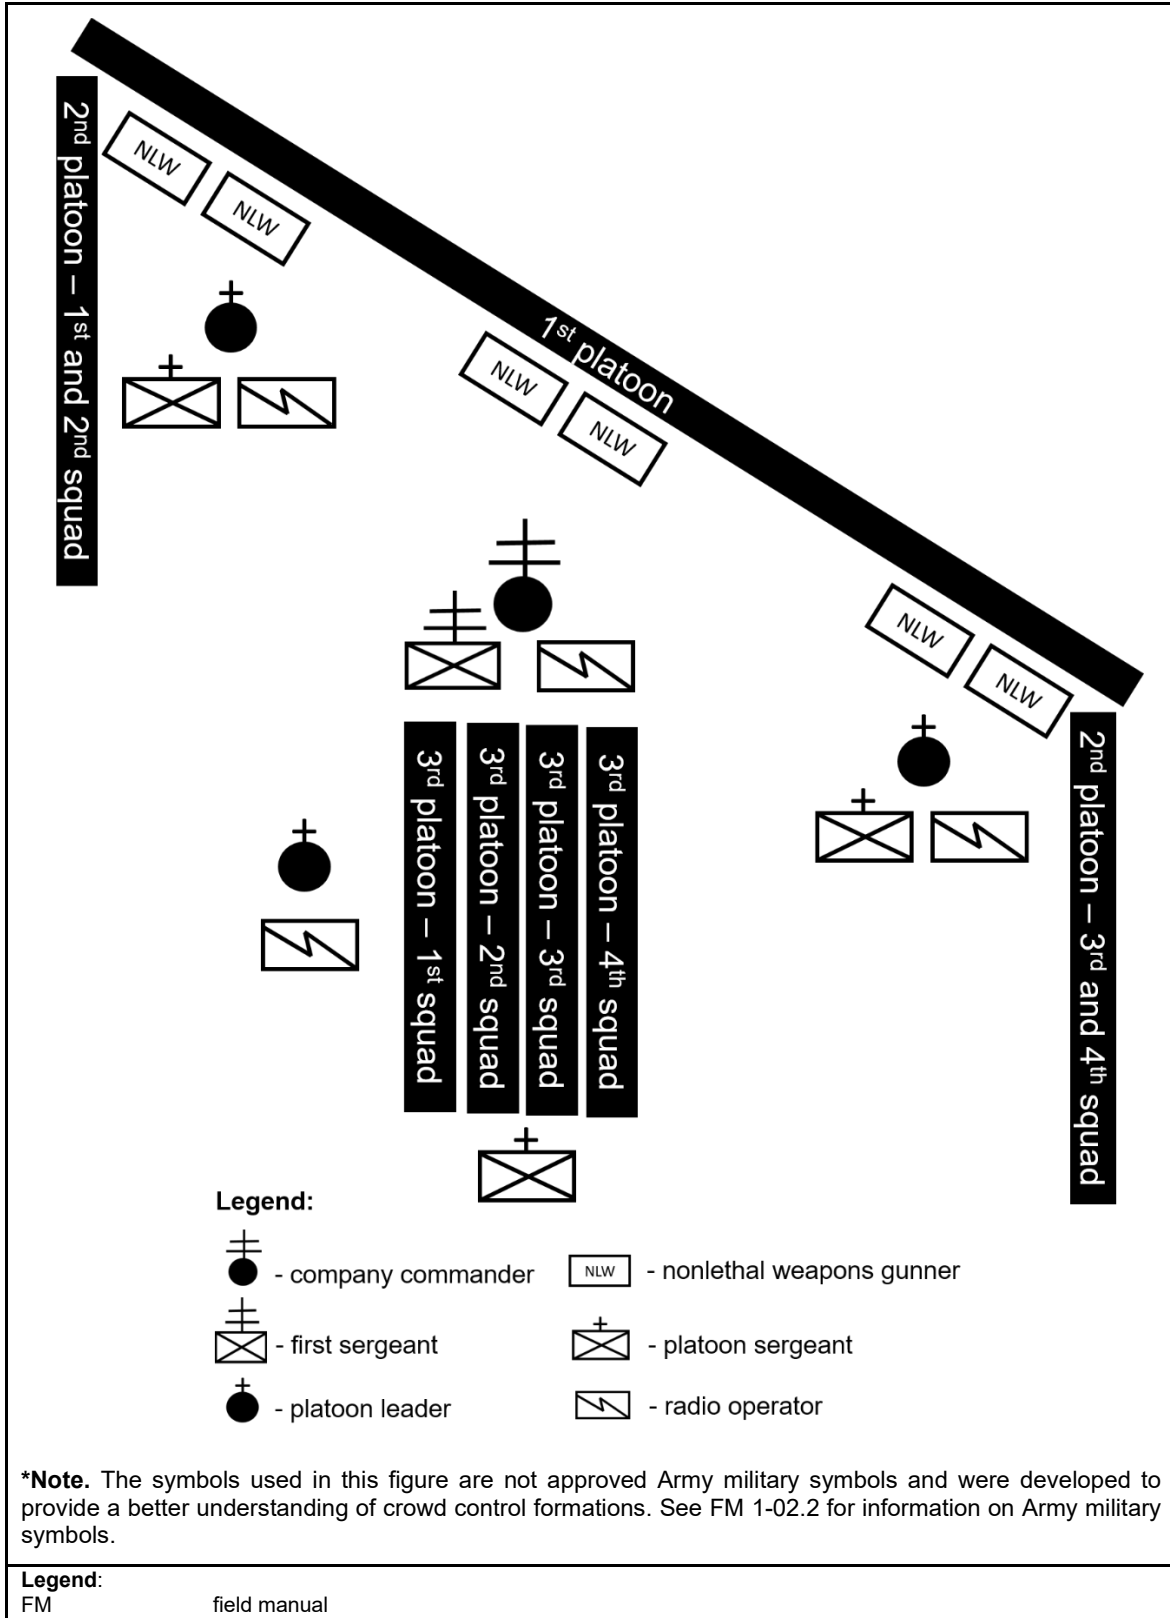 2nd platoon – 1st and 2nd squad
NLW
NLW
1st platoon
NLW
NLW
NLW
NLW
3rd platoon – 1st squad
3rd platoon – 2nd squad
3rd platoon – 3rd squad
3rd platoon – 4th squad
2nd platoon – 3rd and 4th squad
Legend:
- company commander
NLW - nonlethal weapons gunner
- first sergeant
- platoon sergeant
- platoon leader
- radio operator
*Note. The symbols used in this figure are not approved Army military symbols and were developed to
provide a better understanding of crowd control formations. See FM 1-02.2 for information on Army military
symbols.
Legend:
FM field manual